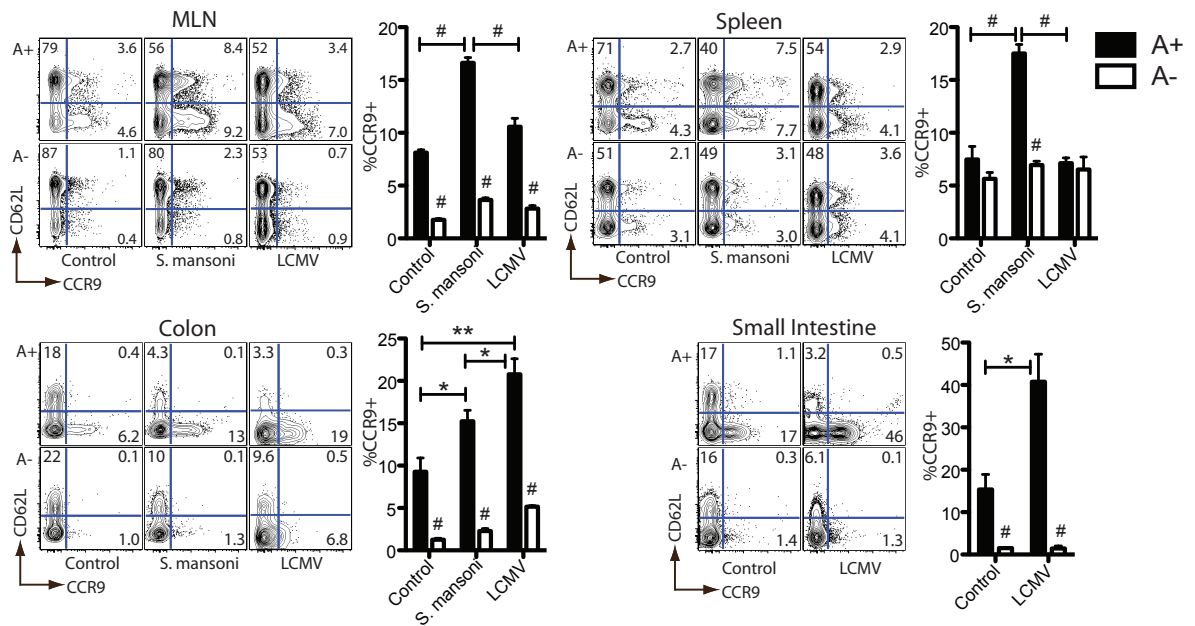 MLN
A+
79 3.6
4.6
56 8.4
9.2
52 3.4
7.0
A-
87 1.1
0.4
80 2.3
0.8
53 0.7
0.9
CD62L
Control S. mansoni LCMV
CCR9
%CCR9+
20
15
10
5
0
# #
# # #
Control S. mansoni LCMV
Spleen
A+
71 2.7
4.3
40 7.5
7.7
54 2.9
4.1
A-
51 2.1
3.1
49 3.1
3.0
48 3.6
4.1
CD62L
Control S. mansoni LCMV
CCR9
%CCR9+
20
15
10
5
0
# #
#
Control S. mansoni LCMV
A+
A-
Colon
A+
18 0.4
6.2
4.3 0.1
13
3.3 0.3
19
A-
22 0.1
1.0
10 0.1
1.3
9.6 0.5
6.8
CD62L
Control S. mansoni LCMV
CCR9
%CCR9+
25
20
15
10
5
0
**
*
*
# # #
Control S. mansoni LCMV
Small Intestine
A+
17 1.1
17
3.2 0.5
46
A-
16 0.3
1.4
6.1 0.1
1.3
CD62L
Control LCMV
CCR9
%CCR9+
50
40
30
20
10
0
*
# #
Control LCMV